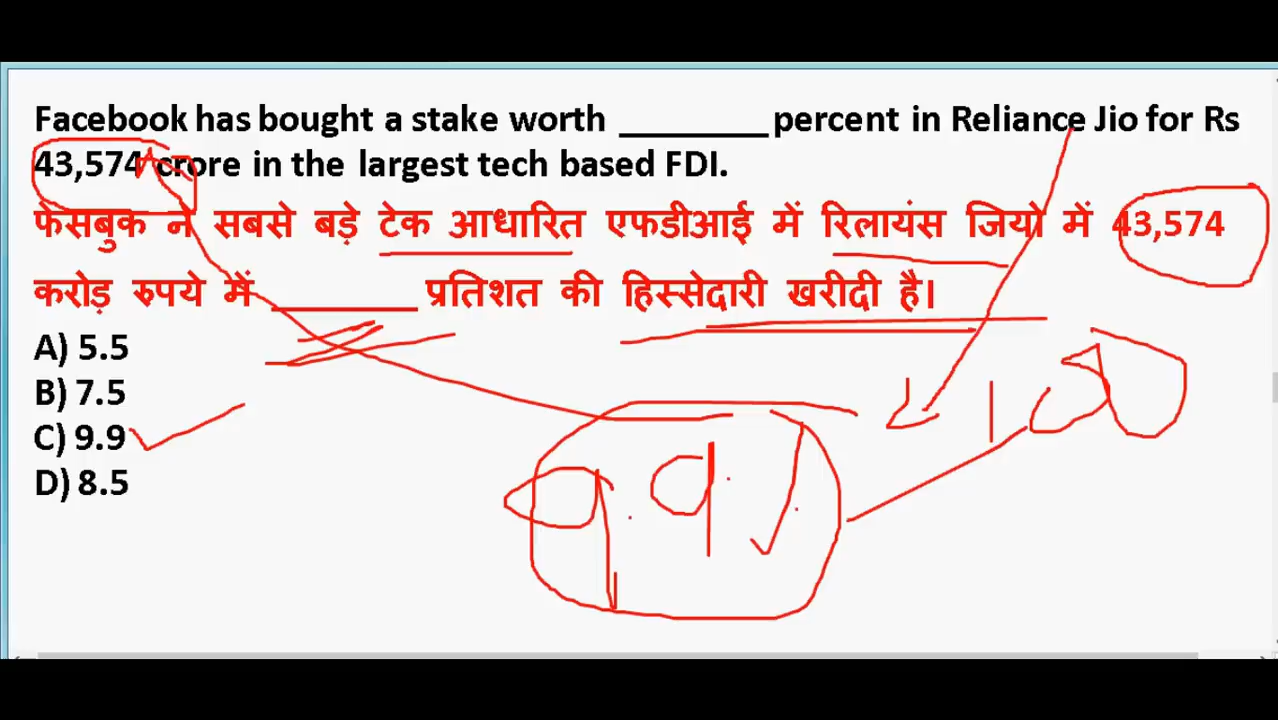 Facebook has bought a stake worth ________ percent in Reliance Jio for Rs
43,574 crore in the largest tech based FDI.
फेसबुक ने सबसे बड़े टेक आधारित एफडीआई में रिलायंस जियो में 43,574
करोड़ रुपये में ________ प्रतिशत की हिस्सेदारी खरीदी है।
A) 5.5
B) 7.5
C) 9.9
D) 8.5
100
9.9